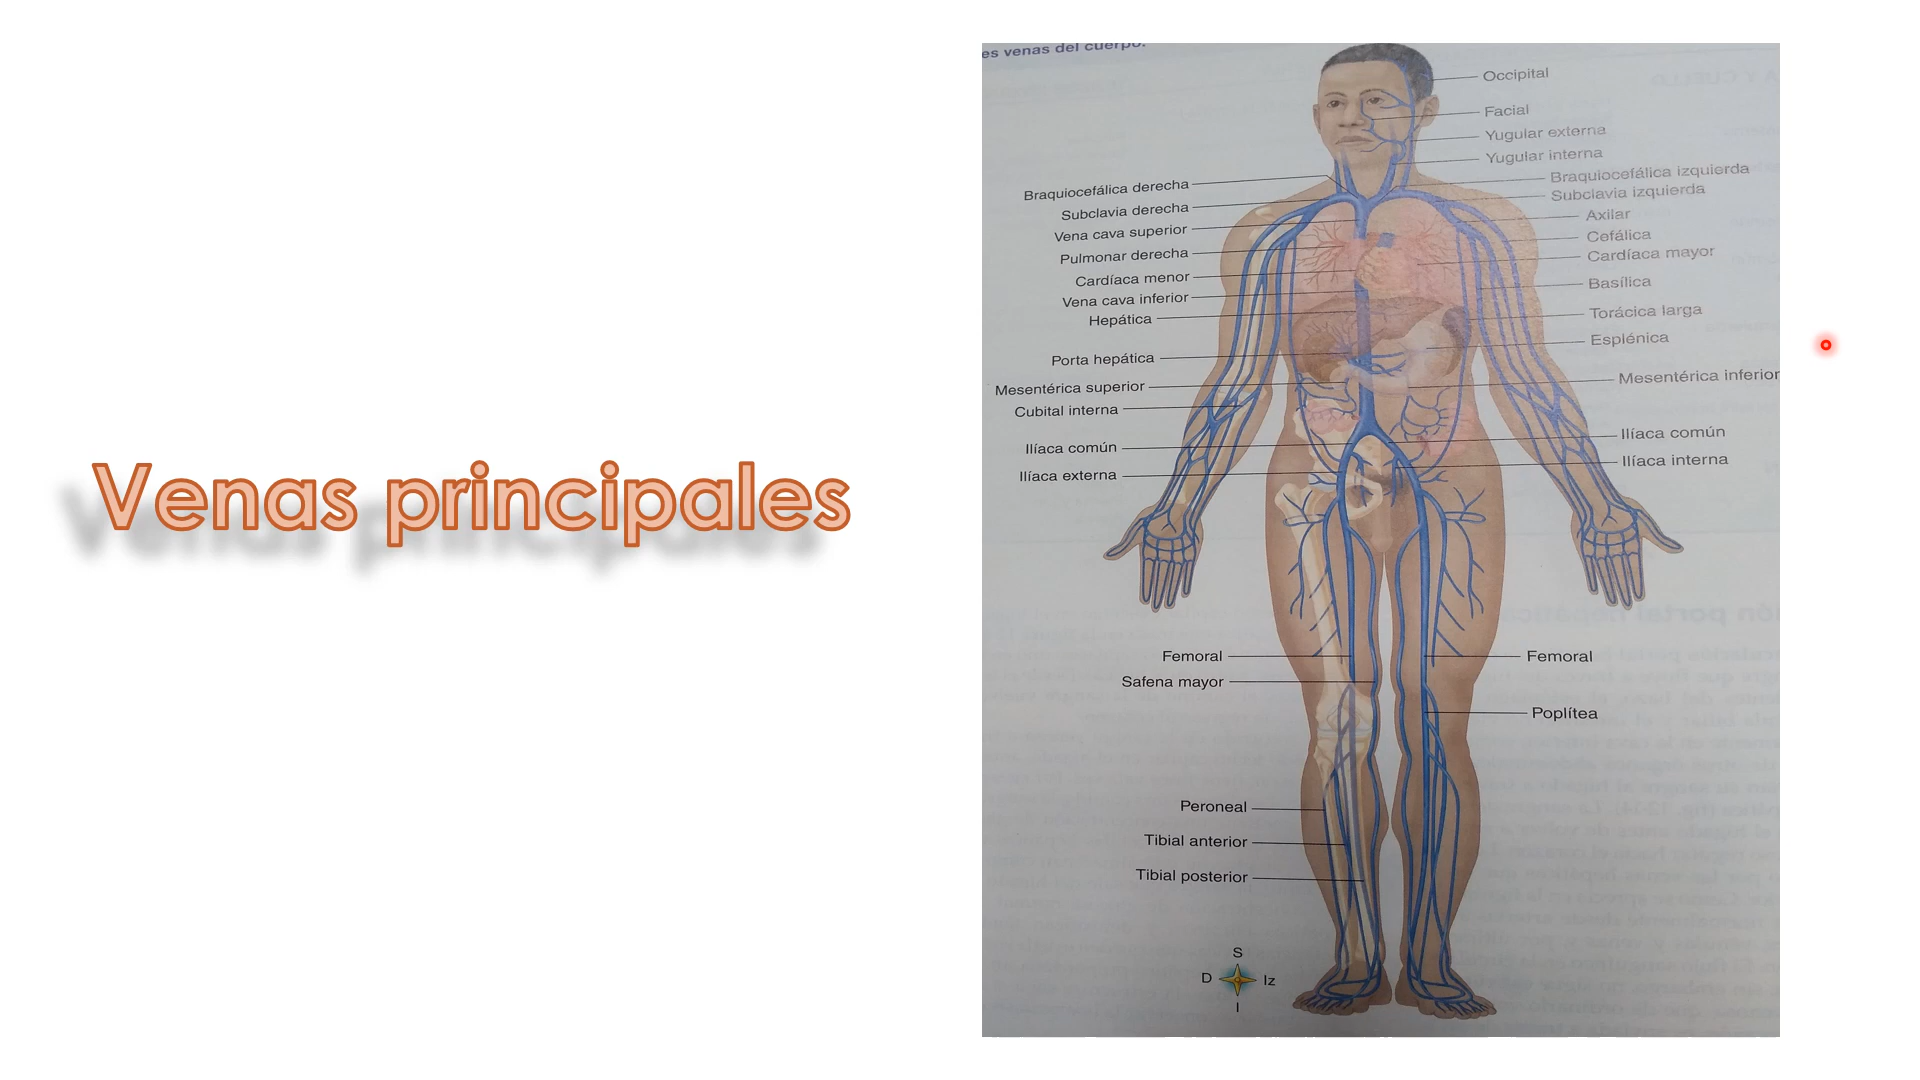 Venas principales
es venas del cuerpo.
Occipital
Facial
Yugular externa
Yugular interna
Braquiocefálica izquierda
Subclavia izquierda
Axilar
Cefálica
Cardíaca mayor
Basílica
Torácica larga
Esplénica
Mesentérica inferior
Ilíaca común
Ilíaca interna
Braquiocefálica derecha
Subclavia derecha
Vena cava superior
Pulmonar derecha
Cardíaca menor
Vena cava inferior
Hepática
Porta hepática
Mesentérica superior
Cubital interna
Ilíaca común
Ilíaca externa
Femoral
Safena mayor
Femoral
Poplítea
Peroneal
Tibial anterior
Tibial posterior
S
D Iz
I